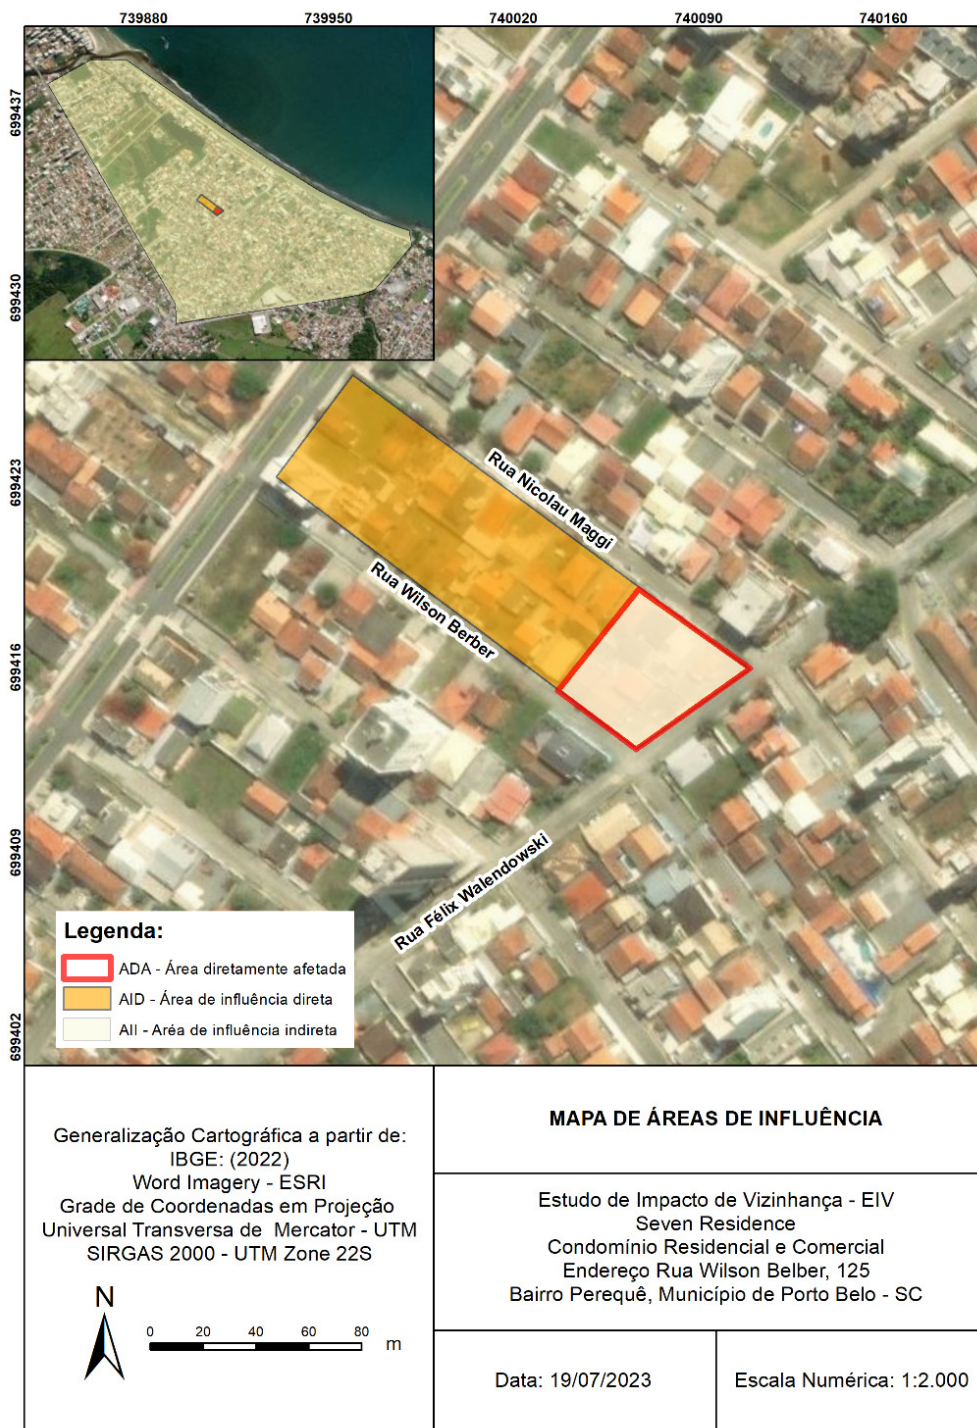 739880
739950
740020
740090
740160
699437
699430
699423
699416
699409
699402
Rua Nicolau Maggi
Rua Wilson Berber
Rua Félix Walendowski
Legenda:
ADA - Área diretamente afetada
AID - Área de influência direta
AII - Aréa de influência indireta
Generalização Cartográfica a partir de:
IBGE: (2022)
Word Imagery - ESRI
Grade de Coordenadas em Projeção
Universal Transversa de Mercator - UTM
SIRGAS 2000 - UTM Zone 22S
N
0 20 40 60 80 m
MAPA DE ÁREAS DE INFLUÊNCIA
Estudo de Impacto de Vizinhança - EIV
Seven Residence
Condomínio Residencial e Comercial
Endereço Rua Wilson Belber, 125
Bairro Perequê, Município de Porto Belo - SC
Data: 19/07/2023
Escala Numérica: 1:2.000